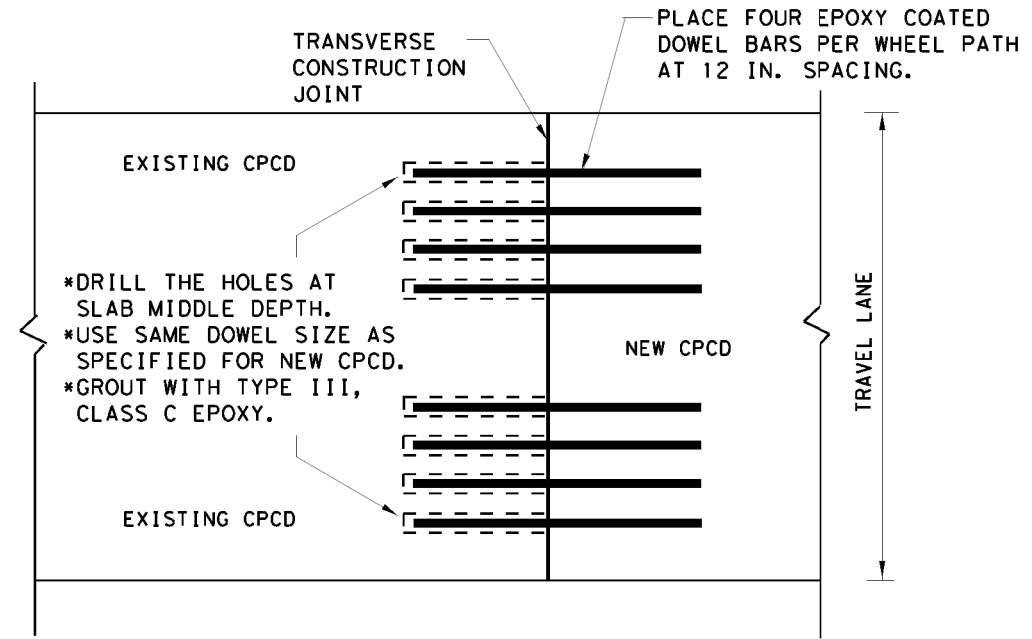 PLACE FOUR EPOXY COATED
DOWEL BARS PER WHEEL PATH
AT 12 IN. SPACING.
TRANSVERSE
CONSTRUCTION
JOINT
EXISTING CPCD
*DRILL THE HOLES AT
SLAB MIDDLE DEPTH.
*USE SAME DOWEL SIZE AS
SPECIFIED FOR NEW CPCD.
*GROUT WITH TYPE III,
CLASS C EPOXY.
NEW CPCD
TRAVEL LANE
EXISTING CPCD